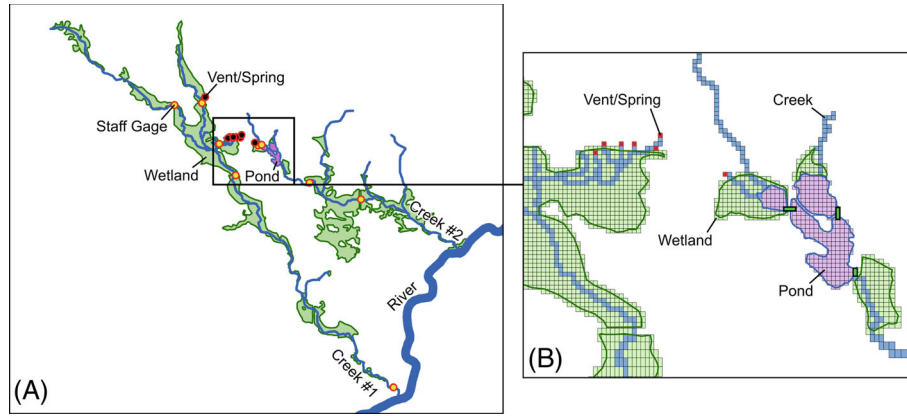 Vent/Spring
Staff Gage
Wetland
Pond
Creek #2
River
Creek #1
(A)
Vent/Spring
Creek
Wetland
Pond
(B)